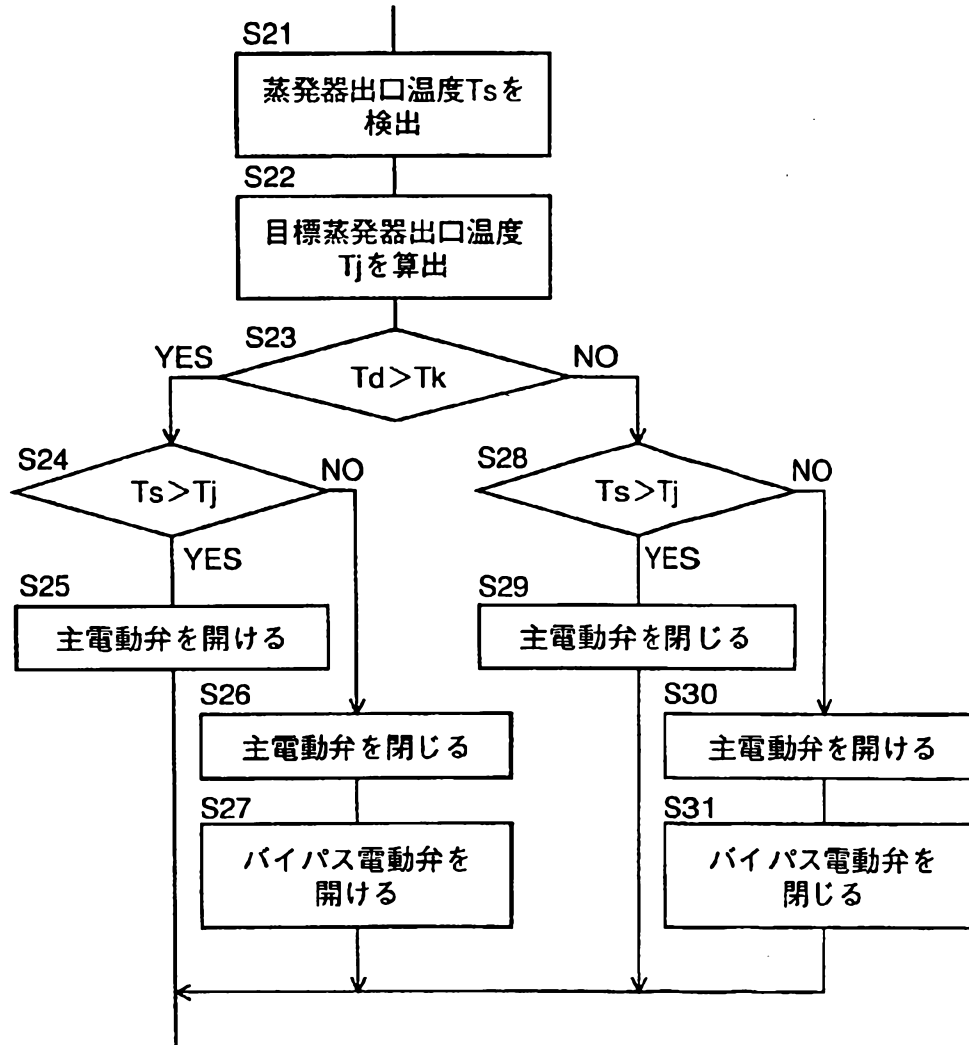 S21
蒸発器出口温度Tsを
検出
S22
目標蒸発器出口温度
Tjを算出
S23
YES
Td>Tk
NO
S24
Ts>Tj
NO
YES
S25
主電動弁を開ける
S26
主電動弁を閉じる
S27
バイパス電動弁を
開ける
S28
Ts>Tj
NO
YES
S29
主電動弁を閉じる
S30
主電動弁を開ける
S31
バイパス電動弁を
閉じる